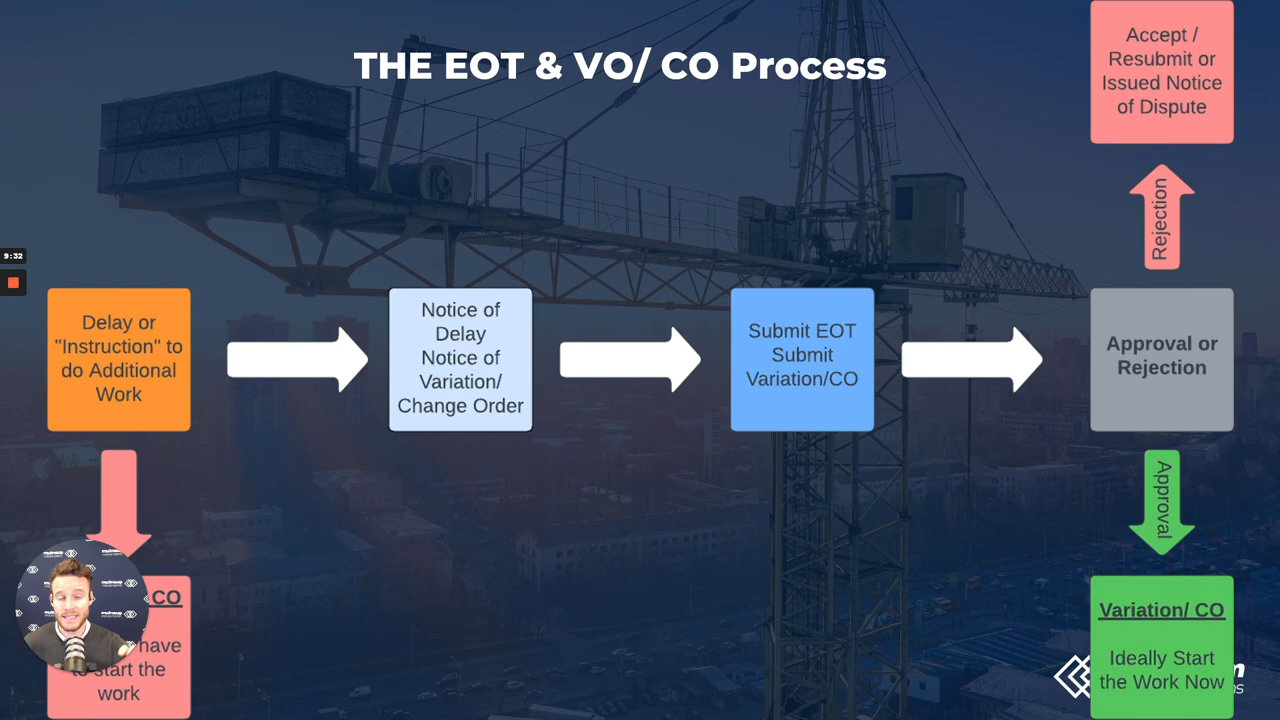 THE EOT & VO/ CO Process
Accept /
Resubmit or
Issued Notice
of Dispute
Rejection
9:32
Delay or
"Instruction" to
do Additional
Work
Notice of
Delay
Notice of
Variation/
Change Order
Submit EOT
Submit
Variation/CO
Approval or
Rejection
Approval
CO
have
to start the
work
Variation/ CO
Ideally Start
the Work Now